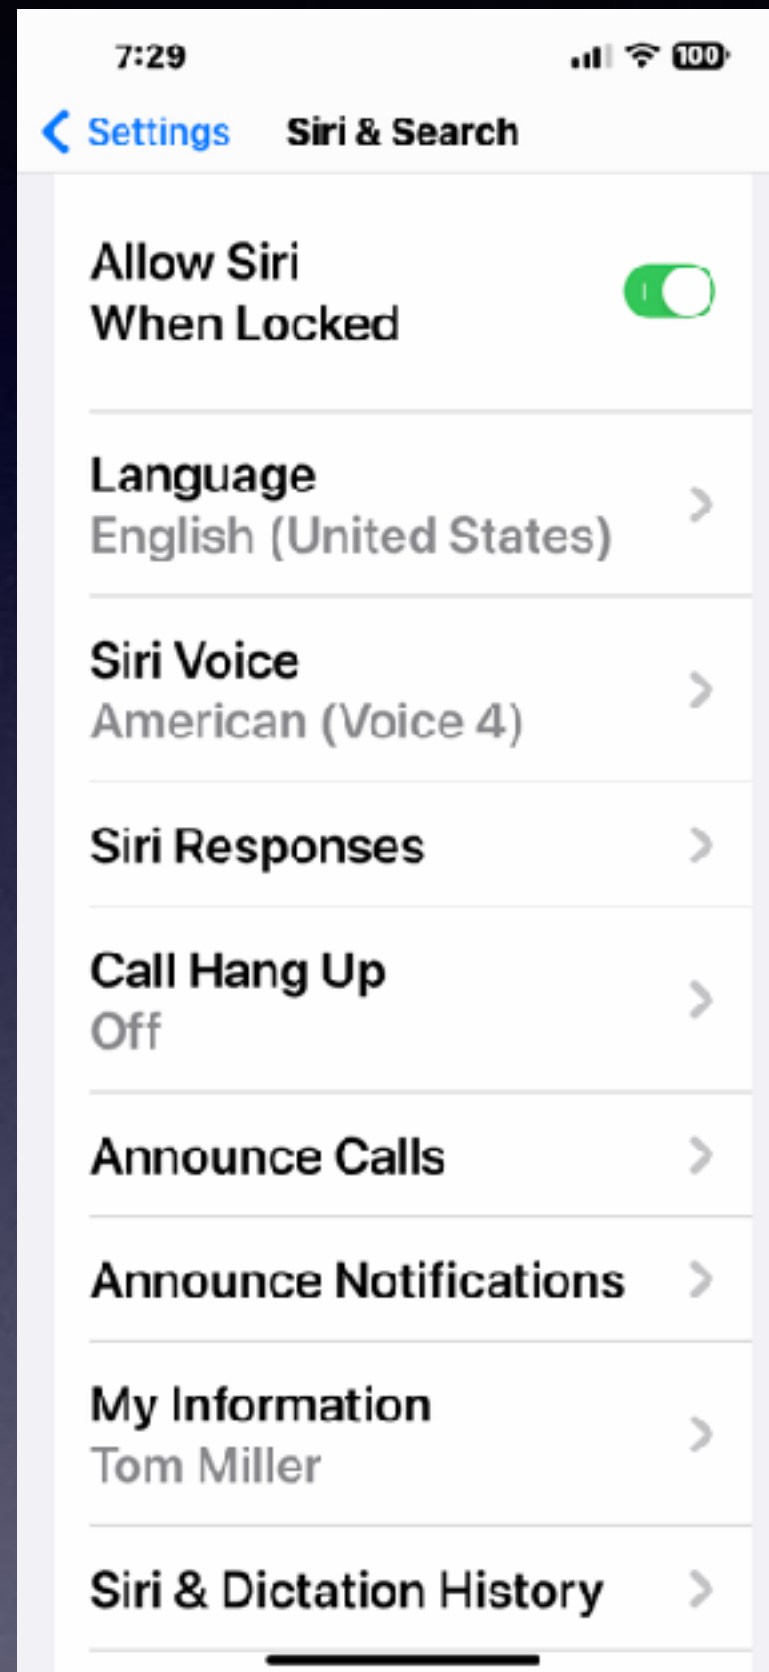 7:29
100
Settings
Siri & Search
Allow Siri
When Locked
Language
English (United States)
Siri Voice
American (Voice 4)
Siri Responses
Call Hang Up
Off
Announce Calls
Announce Notifications
My Information
Tom Miller
Siri & Dictation History